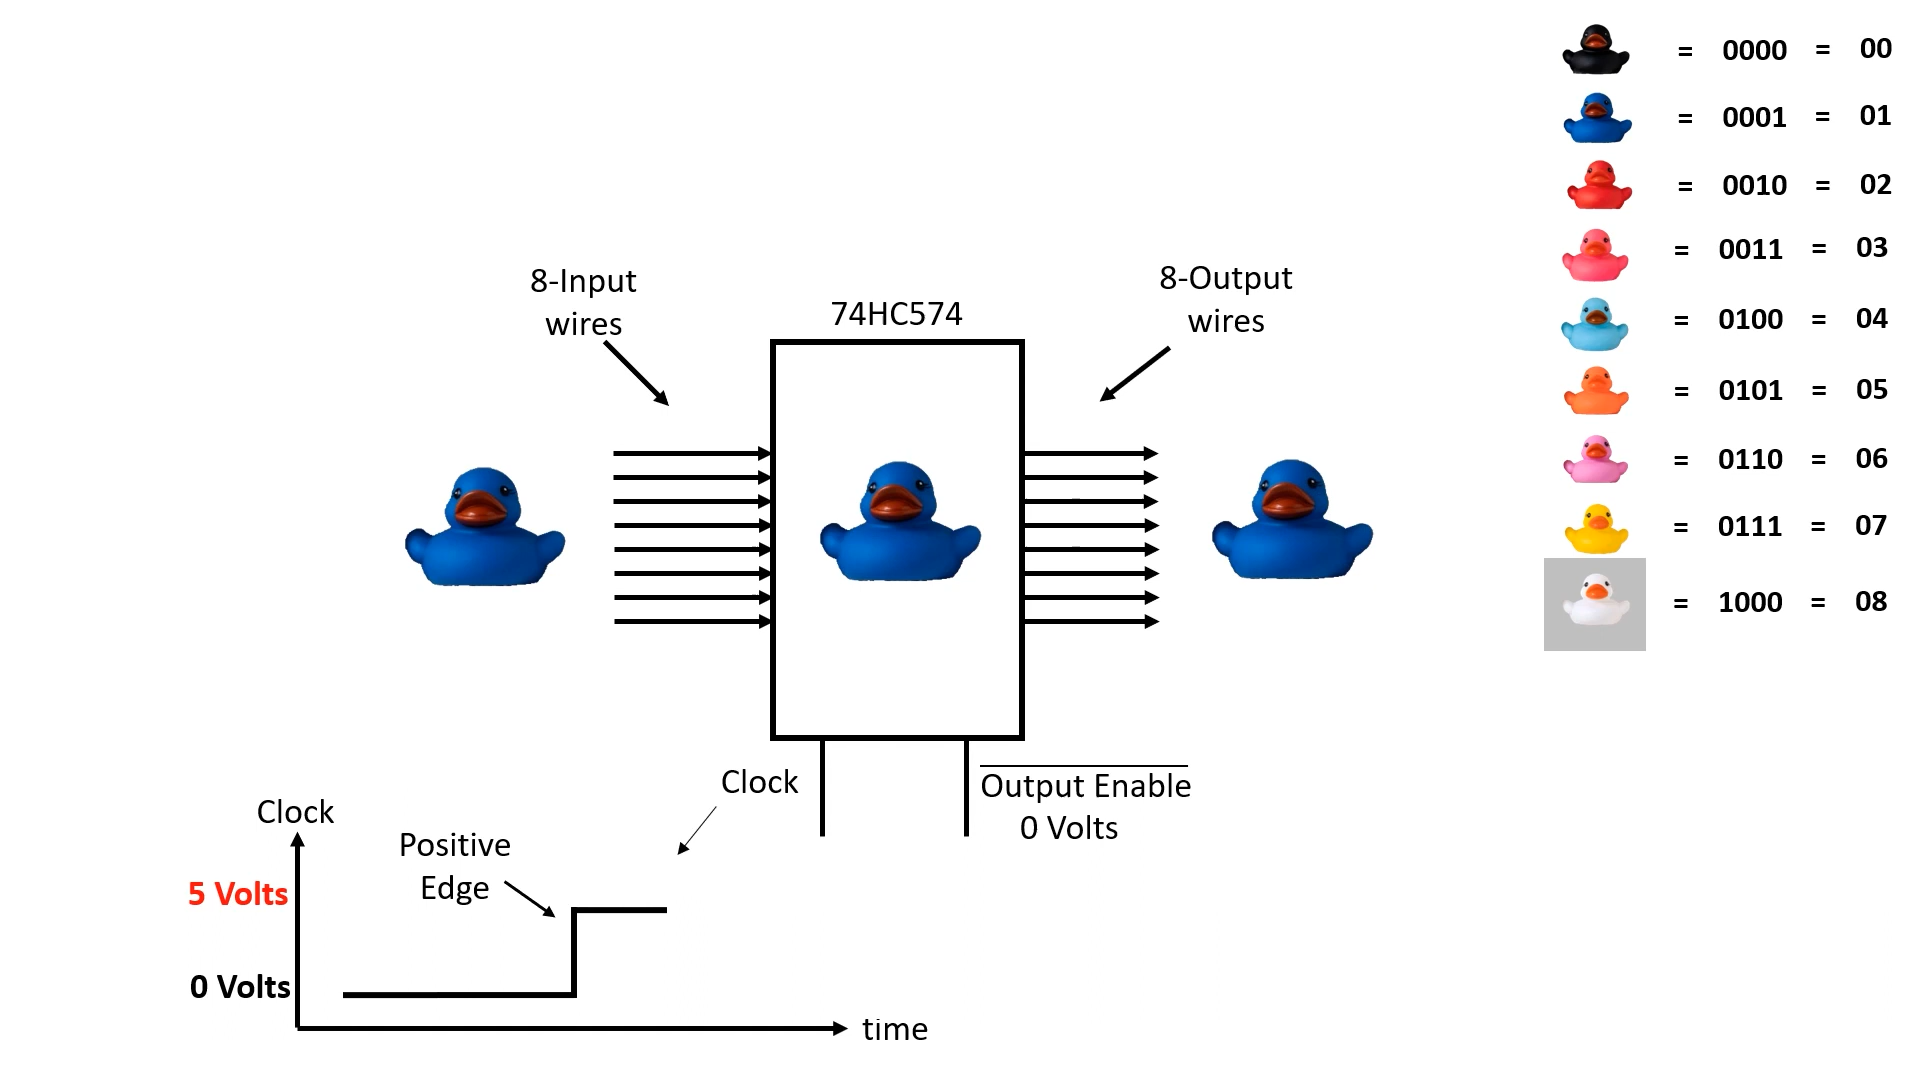 = 0000 = 00
= 0001 = 01
= 0010 = 02
= 0011 = 03
= 0100 = 04
= 0101 = 05
= 0110 = 06
= 0111 = 07
= 1000 = 08
8-Input
wires
74HC574
8-Output
wires
Clock
Output Enable
0 Volts
Clock
Positive
Edge
5 Volts
0 Volts
time